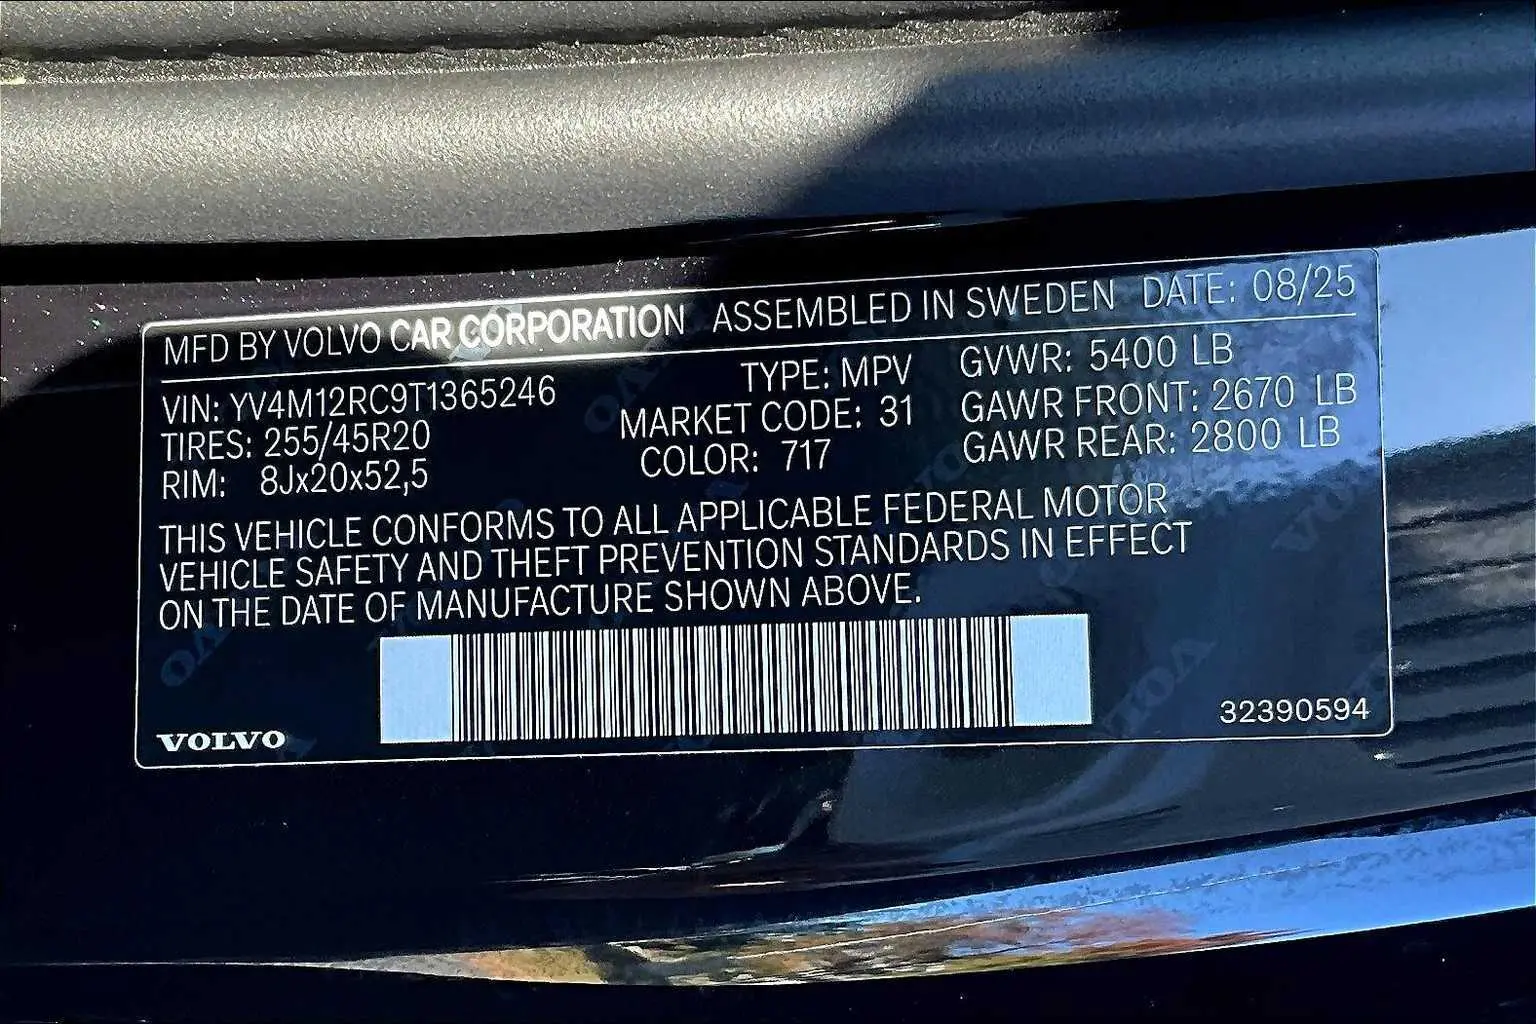 MFD BY VOLVO CAR CORPORATION ASSEMBLED IN SWEDEN DATE: 08/25
VIN: YV4M12RC9T1365246 TYPE: MPV GVWR: 5400 LB
TIRES: 255/45R20 MARKET CODE: 31 GAWR FRONT: 2670 LB
RIM: 8Jx20x52,5 COLOR: 717 GAWR REAR: 2800 LB
THIS VEHICLE CONFORMS TO ALL APPLICABLE FEDERAL MOTOR
VEHICLE SAFETY AND THEFT PREVENTION STANDARDS IN EFFECT
ON THE DATE OF MANUFACTURE SHOWN ABOVE.
VOLVO 32390594